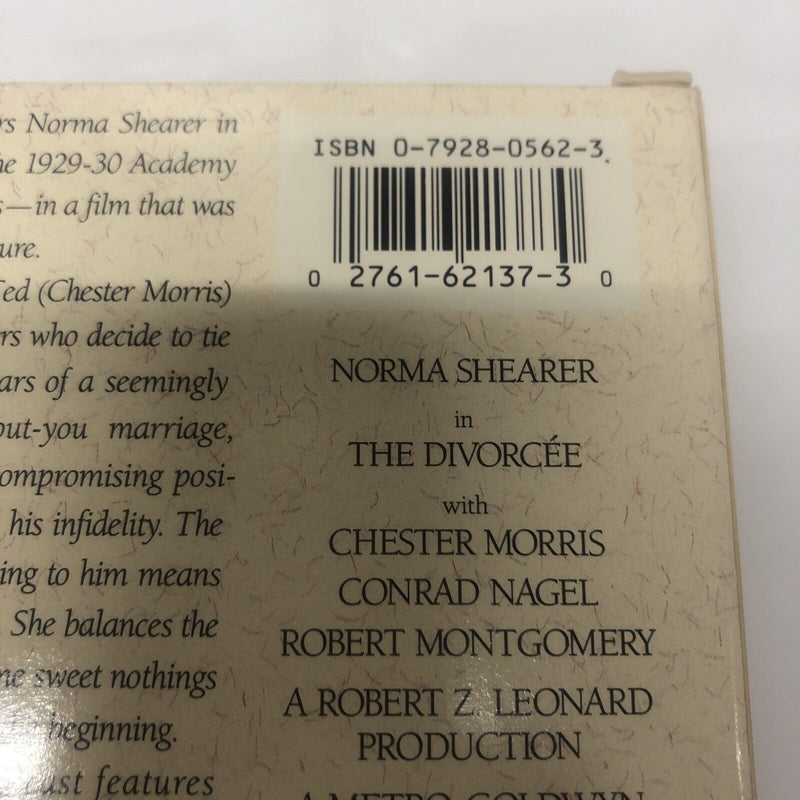 rs Norma Shearer in
he 1929-30 Academy
s—in a film that was
ure.
Ted (Chester Morris)
rs who decide to tie
ars of a seemingly
out-you marriage,
ompromising posi-
his infidelity. The
ing to him means
She balances the
sweet nothings
beginning.
cast features
ISBN 0-7928-0562-3
0 2761-62137-3 0
NORMA SHEARER
in
THE DIVORCÉE
with
CHESTER MORRIS
CONRAD NAGEL
ROBERT MONTGOMERY
A ROBERT Z. LEONARD
PRODUCTION
A METRO-GOLDWYN